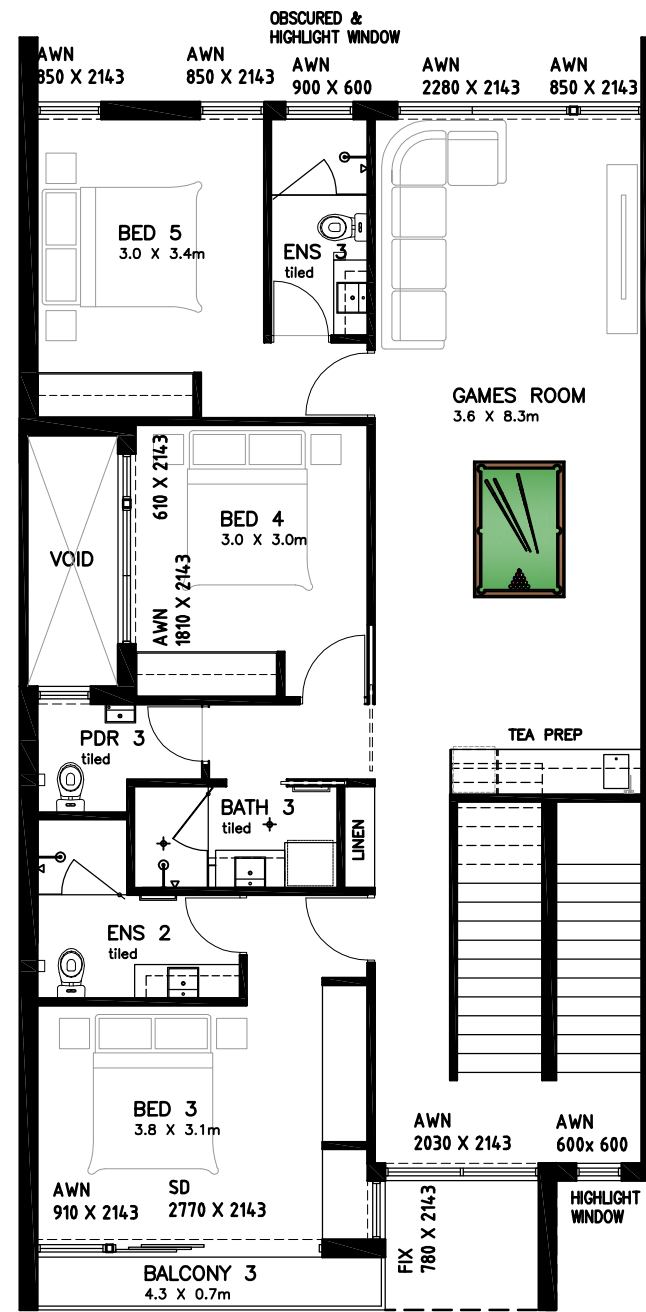 OBSCURED &
HIGHLIGHT WINDOW
AWN
850 X 2143
AWN
850 X 2143
AWN
900 X 600
AWN
2280 X 2143
AWN
850 X 2143
BED 5
3.0 X 3.4m
ENS 3
tiled
GAMES ROOM
3.6 X 8.3m
610 X 2143
BED 4
3.0 X 3.0m
VOID
AWN
1810 X 2143
PDR 3
tiled
TEA PREP
BATH 3
tiled
LINEN
ENS 2
tiled
BED 3
3.8 X 3.1m
AWN
2030 X 2143
AWN
600x 600
AWN
910 X 2143
SD
2770 X 2143
FIX
780 X 2143
HIGHLIGHT
WINDOW
BALCONY 3
4.3 X 0.7m